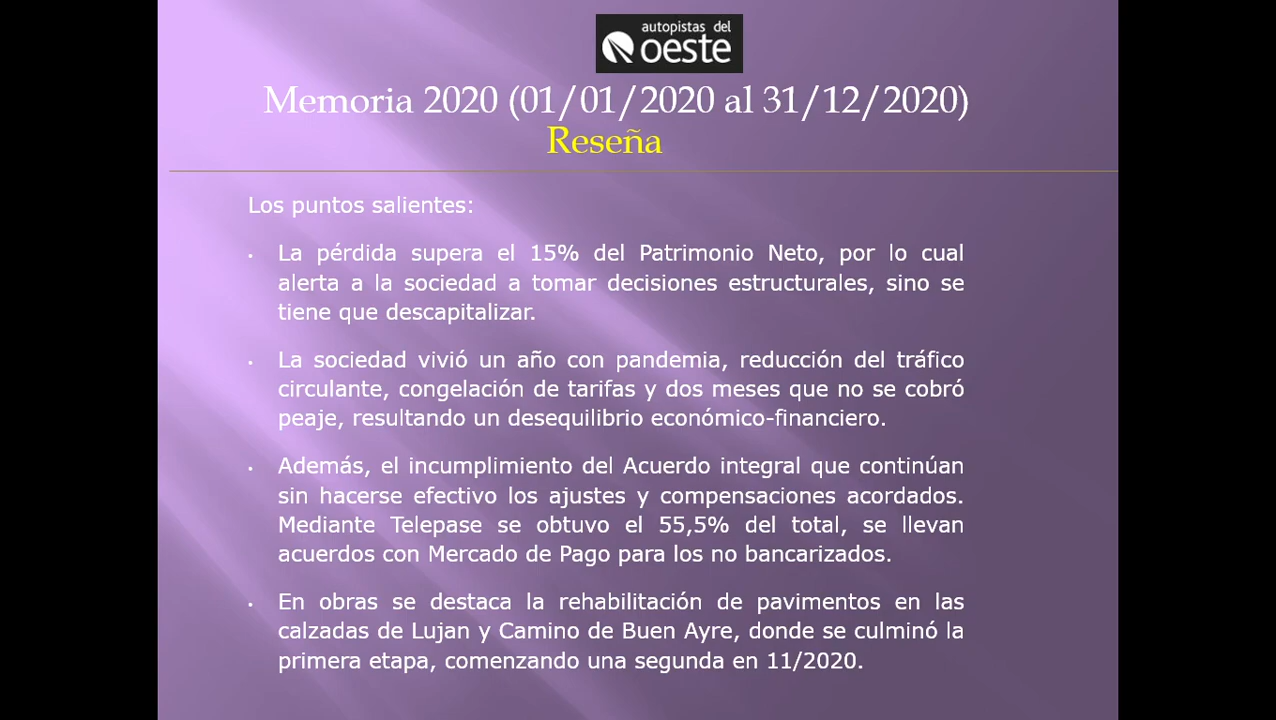 autopistas del
oeste
Memoria 2020 (01/01/2020 al 31/12/2020)
Reseña
Los puntos salientes:
• La pérdida supera el 15% del Patrimonio Neto, por lo cual
alerta a la sociedad a tomar decisiones estructurales, sino se
tiene que descapitalizar.
• La sociedad vivió un año con pandemia, reducción del tráfico
circulante, congelación de tarifas y dos meses que no se cobró
peaje, resultando un desequilibrio económico-financiero.
• Además, el incumplimiento del Acuerdo integral que continúan
sin hacerse efectivo los ajustes y compensaciones acordados.
Mediante Telepase se obtuvo el 55,5% del total, se llevan
acuerdos con Mercado de Pago para los no bancarizados.
• En obras se destaca la rehabilitación de pavimentos en las
calzadas de Lujan y Camino de Buen Ayre, donde se culminó la
primera etapa, comenzando una segunda en 11/2020.